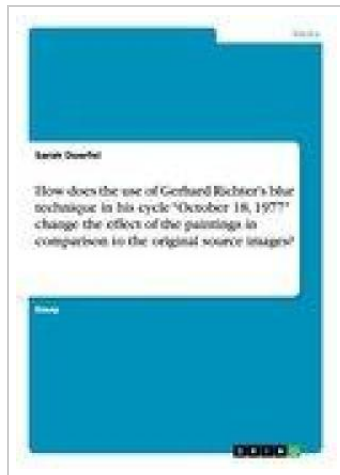 Sarah Doerfel
How does the use of Gerhard Richter's blur
technique in his cycle "October 18, 1977"
change the effect of the paintings in
comparison to the original source images?
Essay
GRIN